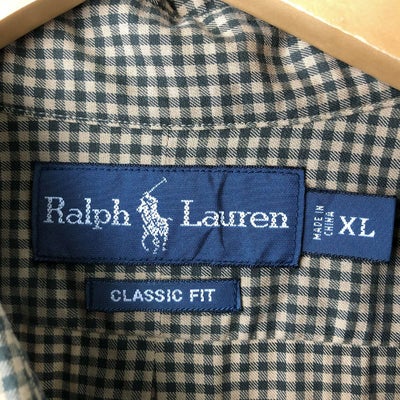 Ralph Lauren
MADE IN
CHINA
XL
CLASSIC FIT